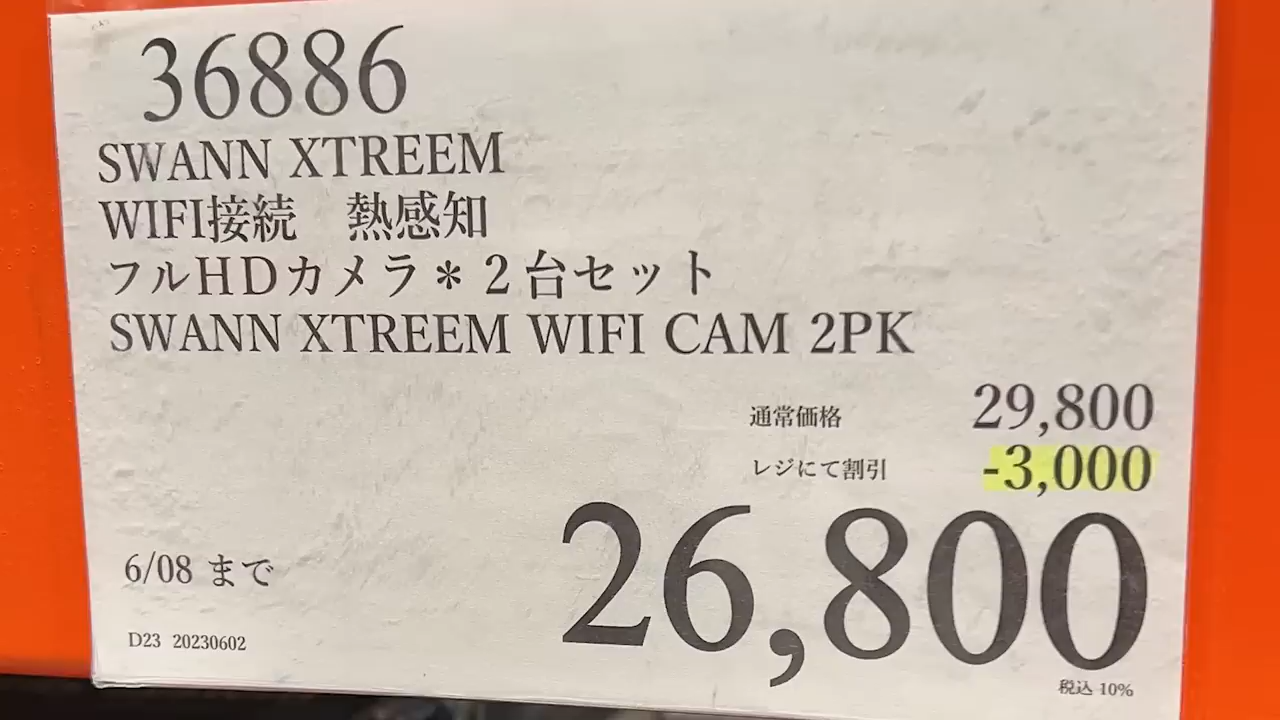 36886
SWANN XTREEM
WIFI接続　熱感知
フルHDカメラ＊２台セット
SWANN XTREEM WIFI CAM 2PK
通常価格 29,800
レジにて割引 -3,000
26,800
6/08 まで
D23 20230602
税込 10%